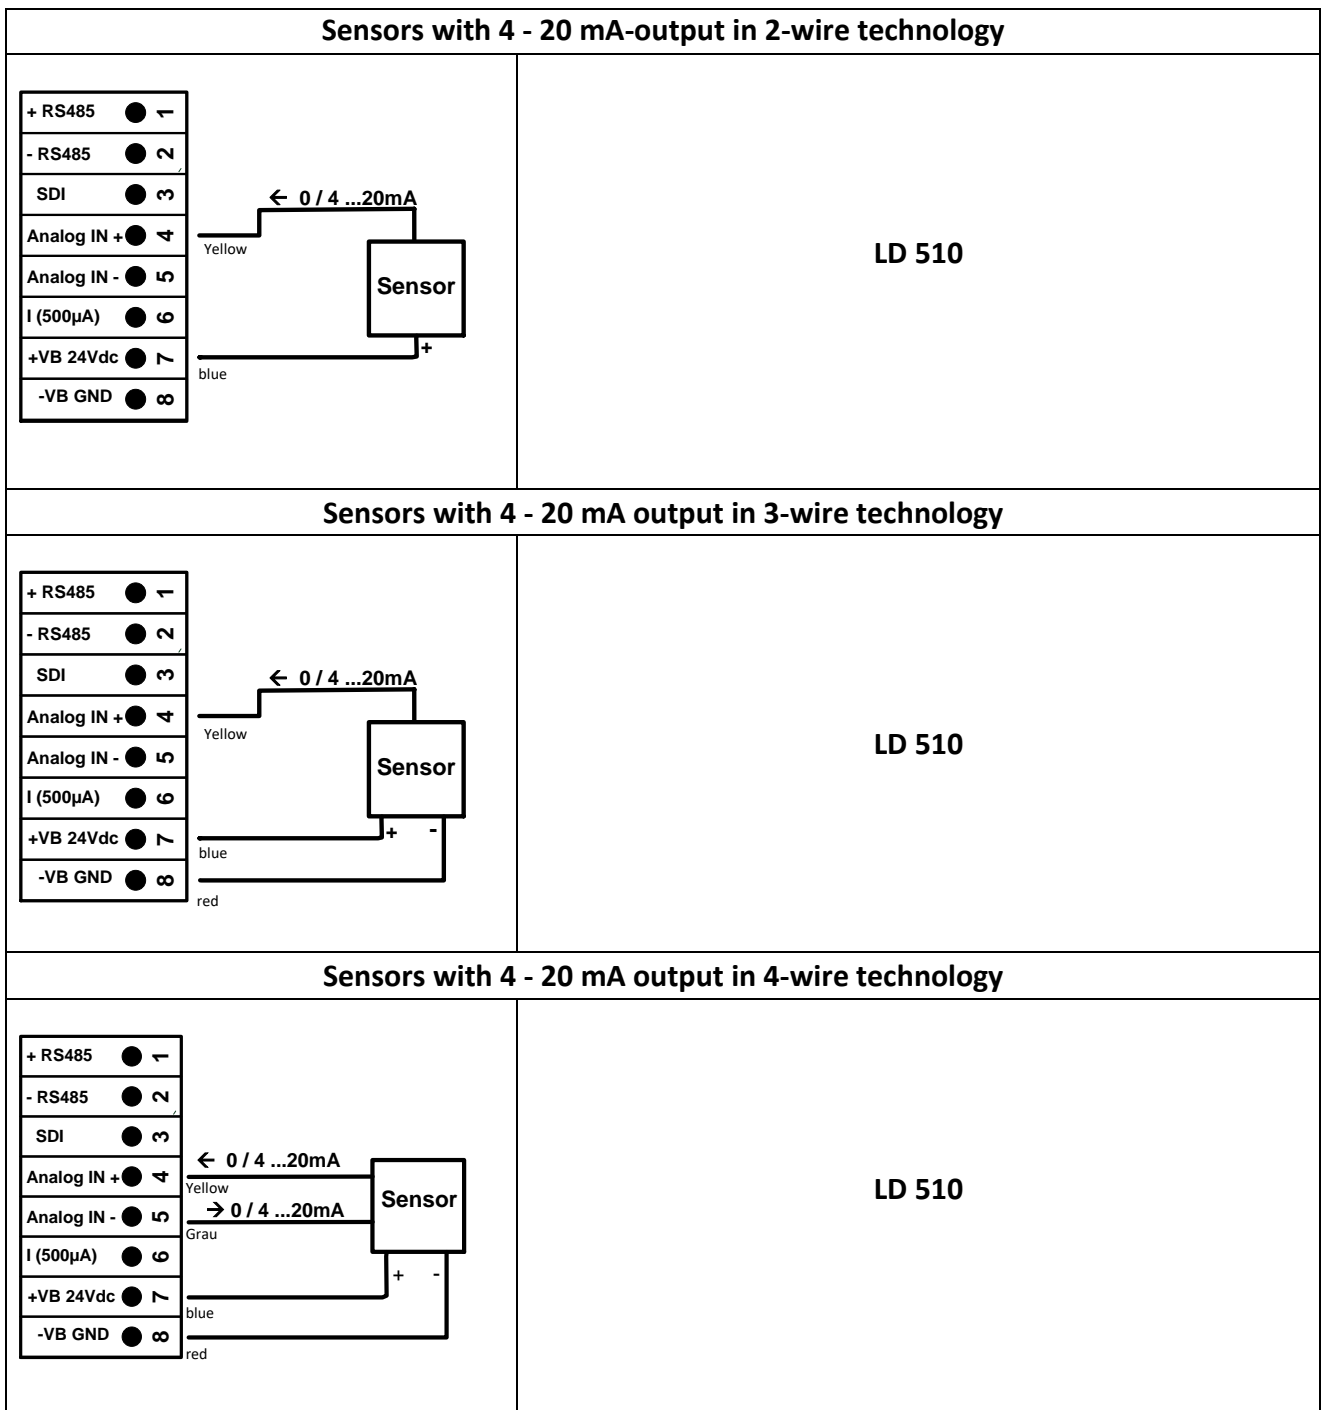 Sensors with 4 - 20 mA-output in 2-wire technology
+ RS485 1
- RS485 2
SDI 3
Analog IN + 4
Analog IN - 5
I (500µA) 6
+VB 24Vdc 7
-VB GND 8
← 0 / 4 ...20mA
Yellow
Sensor
+
blue
LD 510
Sensors with 4 - 20 mA output in 3-wire technology
+ RS485 1
- RS485 2
SDI 3
Analog IN + 4
Analog IN - 5
I (500µA) 6
+VB 24Vdc 7
-VB GND 8
← 0 / 4 ...20mA
Yellow
Sensor
+ -
blue
red
LD 510
Sensors with 4 - 20 mA output in 4-wire technology
+ RS485 1
- RS485 2
SDI 3
Analog IN + 4
Analog IN - 5
I (500µA) 6
+VB 24Vdc 7
-VB GND 8
← 0 / 4 ...20mA
Yellow
→ 0 / 4 ...20mA
Grau
Sensor
+ -
blue
red
LD 510